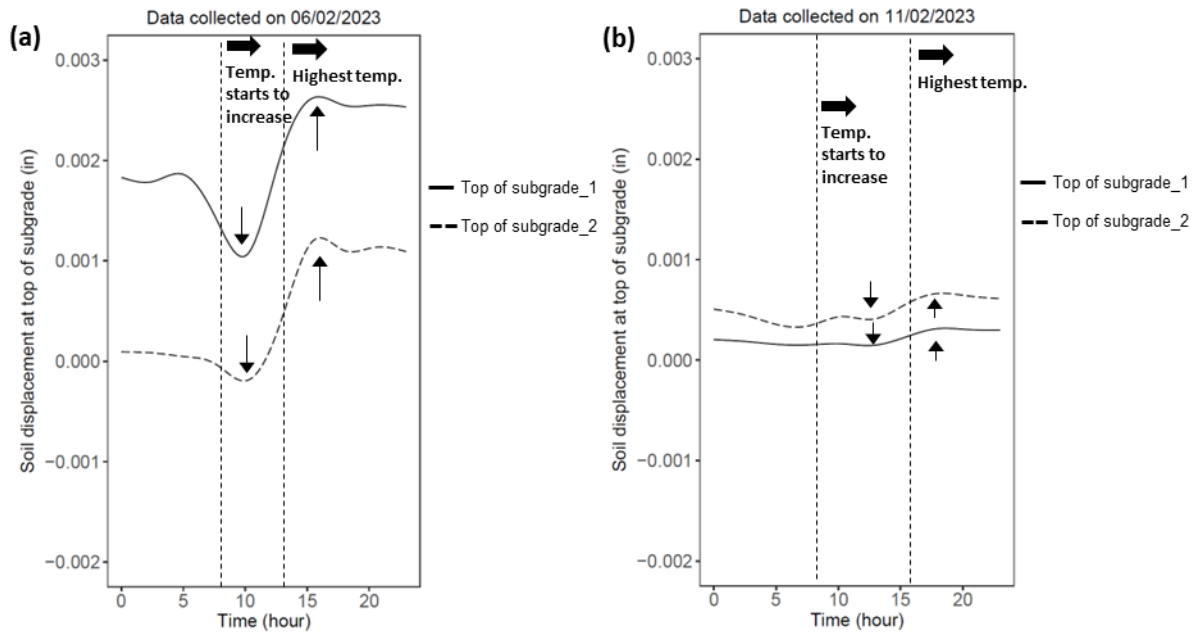 Data collected on 06/02/2023
(a)
Soil displacement at top of subgrade (in)
0.003
0.002
0.001
0.000
−0.001
−0.002
Temp.
starts to
increase
Highest temp.
0 5 10 15 20
Time (hour)
Top of subgrade_1
Top of subgrade_2
Data collected on 11/02/2023
(b)
Soil displacement at top of subgrade (in)
0.003
0.002
0.001
0.000
−0.001
−0.002
Temp.
starts to
increase
Highest temp.
0 5 10 15 20
Time (hour)
Top of subgrade_1
Top of subgrade_2